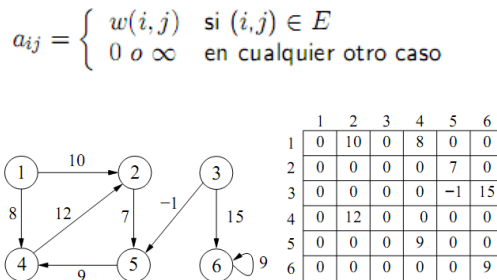 a_{ij} = { w(i,j) si (i,j) ∈ E
0 o ∞ en cualquier otro caso
1 10 2 3
8 12 7 −1 15
4 9 5 6 9
1 2 3 4 5 6
1 0 10 0 8 0 0
2 0 0 0 0 7 0
3 0 0 0 0 −1 15
4 0 12 0 0 0 0
5 0 0 0 9 0 0
6 0 0 0 0 0 9